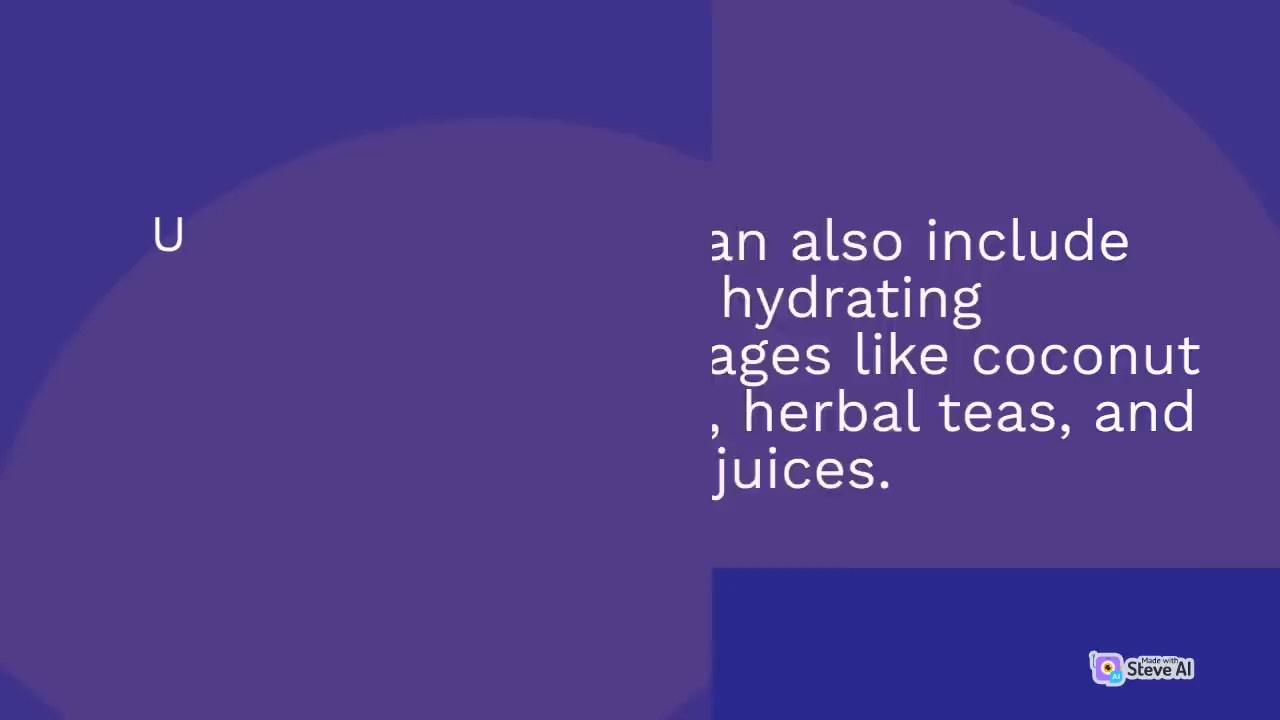 U
an also include
hydrating
ages like coconut
, herbal teas, and
juices.
Made with
Steve AI